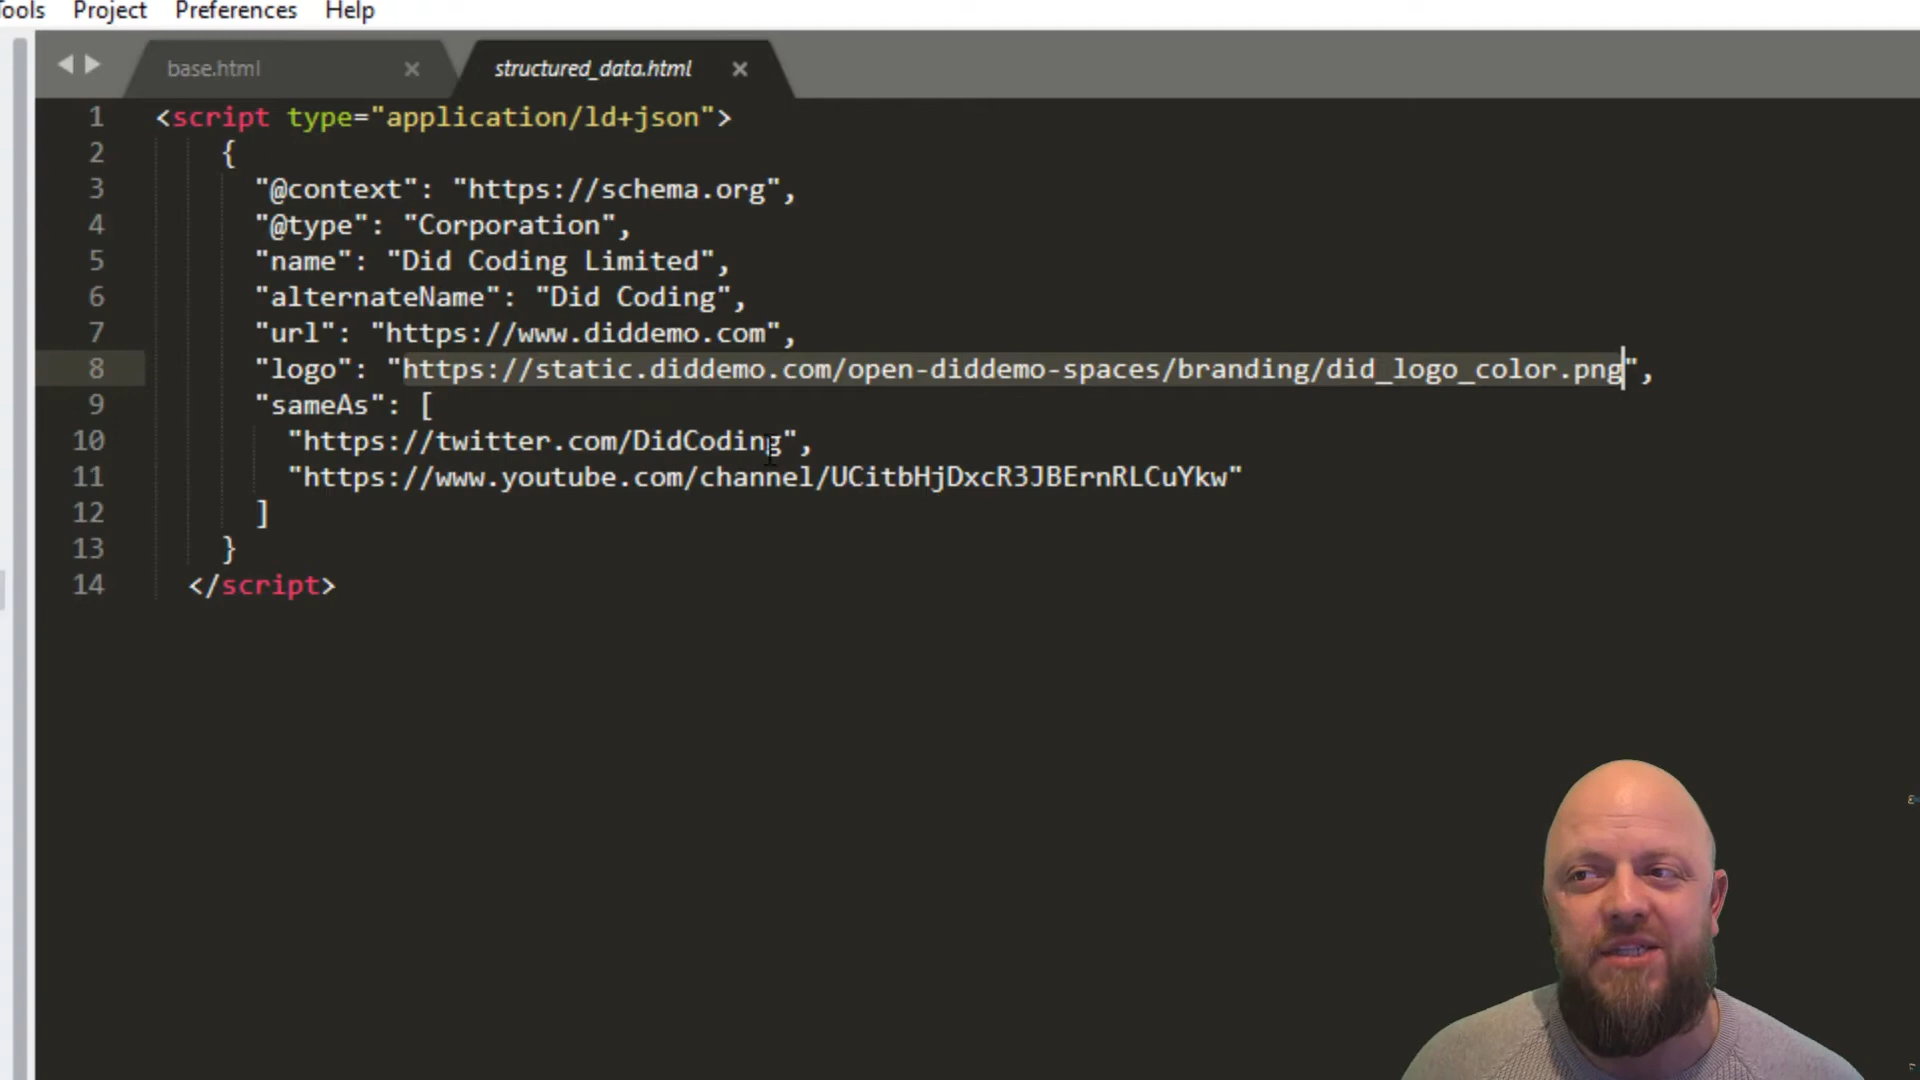 Tools Project Preferences Help
base.html × structured_data.html ×
1 <script type="application/ld+json">
2 {
3 "@context": "https://schema.org",
4 "@type": "Corporation",
5 "name": "Did Coding Limited",
6 "alternateName": "Did Coding",
7 "url": "https://www.diddemo.com",
8 "logo": "https://static.diddemo.com/open-diddemo-spaces/branding/did_logo_color.png",
9 "sameAs": [
10 "https://twitter.com/DidCoding",
11 "https://www.youtube.com/channel/UCitbHjDxcR3JBErnRLCuYkw"
12 ]
13 }
14 </script>